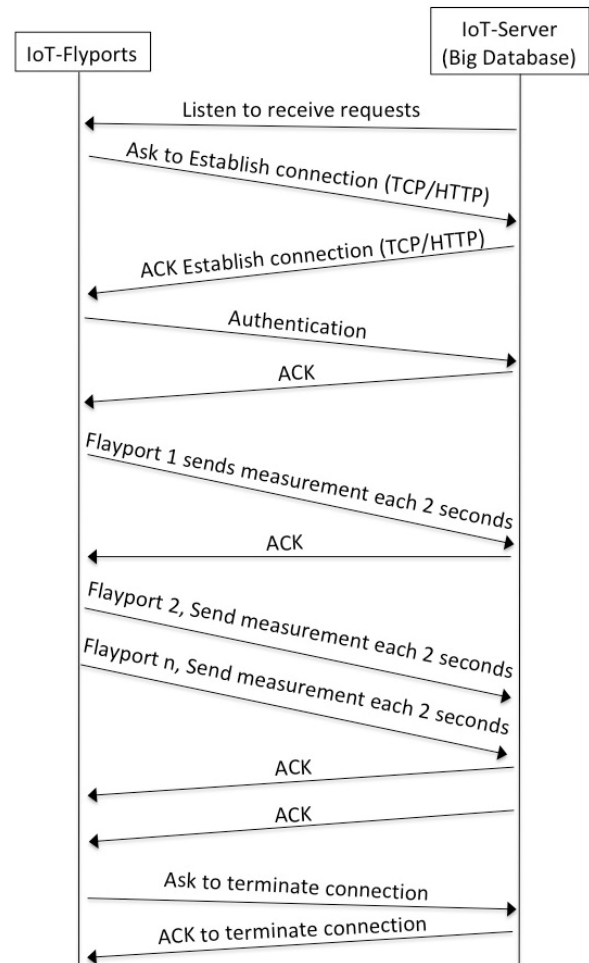 IoT-Flyports
IoT-Server
(Big Database)
Listen to receive requests
Ask to Establish connection (TCP/HTTP)
ACK Establish connection (TCP/HTTP)
Authentication
ACK
Flayport 1 sends measurement each 2 seconds
ACK
Flayport 2, Send measurement each 2 seconds
Flayport n, Send measurement each 2 seconds
ACK
ACK
Ask to terminate connection
ACK to terminate connection